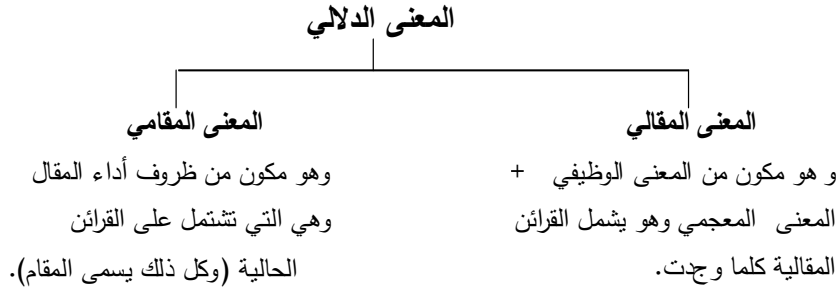 المعنى الدلالي
المعنى المقالي
و هو مكون من المعنى الوظيفي +
المعنى المعجمي وهو يشمل القرائن
المقالية كلما وجدت.
المعنى المقامي
وهو مكون من ظروف أداء المقال
وهي التي تشتمل على القرائن
الحالية (وكل ذلك يسمى المقام).